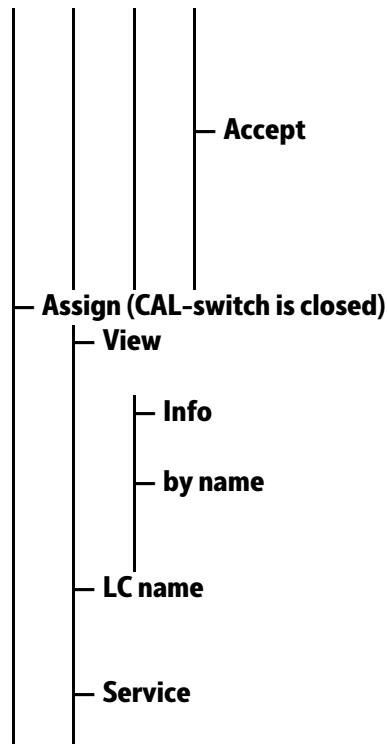 Accept
Assign (CAL-switch is closed)
View
Info
by name
LC name
Service